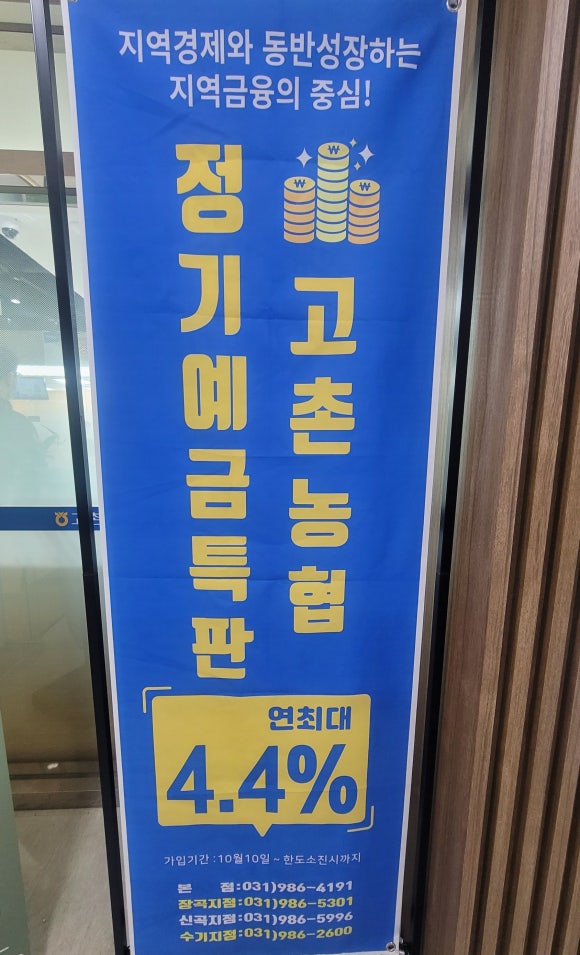 지역경제와 동반성장하는
지역금융의 중심!
고촌농협
정기예금특판
연최대
4.4%
가입기간 : 10월10일 ~ 한도소진시까지
본 점:031)986-4191
장곡지점:031)986-5301
신곡지점:031)986-5996
수기지점:031)986-2600